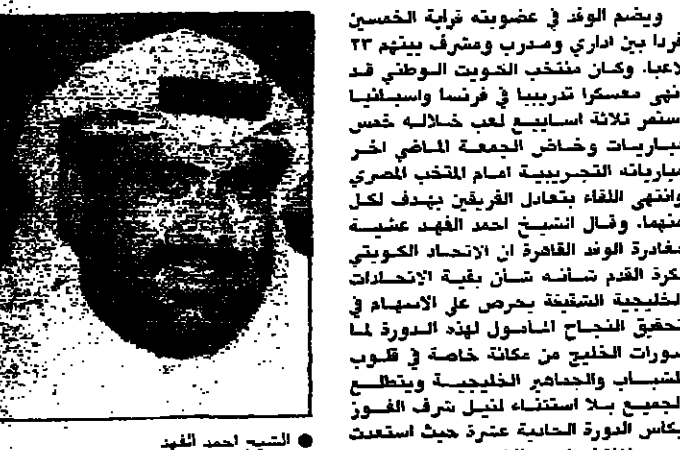 ويضم الوفد في عضويته قرابة الخمسين
فردا بين اداري ومدرب ومشرف بينهم ٢٣
لاعبا. وكان منتخب الكويت الوطني قد
انهى معسكرا تدريبيا في فرنسا واسبانيا
استمر ثلاثة اسابيع لعب خلاله خمس
مباريات وخاض الجمعة الماضي اخر
مبارياته التجريبية امام المنتخب المصري
وانتهى اللقاء بتعادل الفريقين بهدف لكل
منهما. وقال الشيخ احمد الفهد عشية
مغادرة الوفد القاهرة ان الاتحاد الكويتي
لكرة القدم شانه شان بقية الاتحادات
الخليجية الشقيقة يحرص على الاسهام في
تحقيق النجاح المامول لهذه الدورة لما
لدورات الخليج من مكانة خاصة في قلوب
الشباب والجماهير الخليجية ويتطلع
الجميع بلا استثناء لنيل شرف الفوز
بكاس الدورة الحادية عشرة حيث استعدت
● الشيخ احمد الفهد